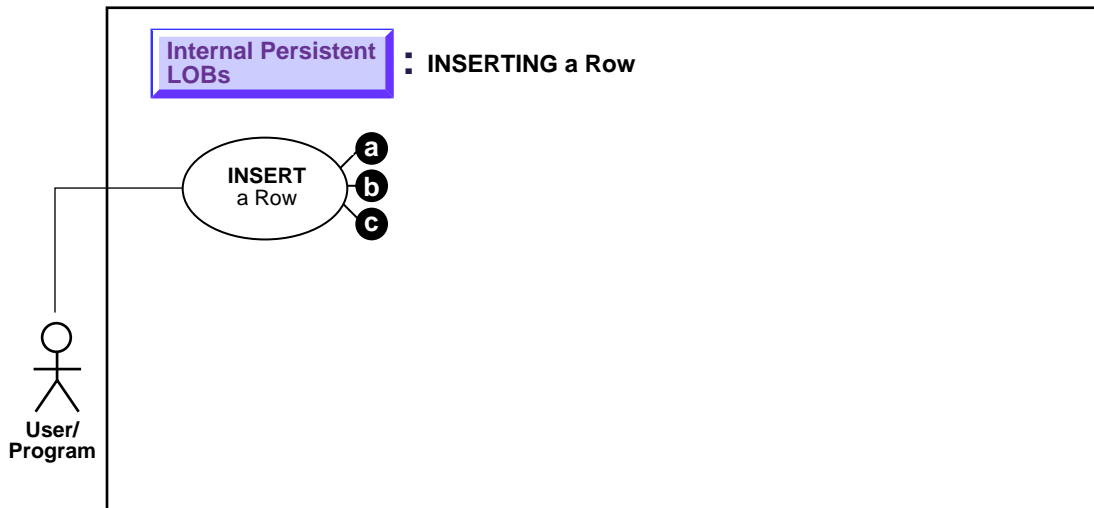 Internal Persistent
LOBs
: INSERTING a Row
INSERT
a Row
a
b
c
User/
Program